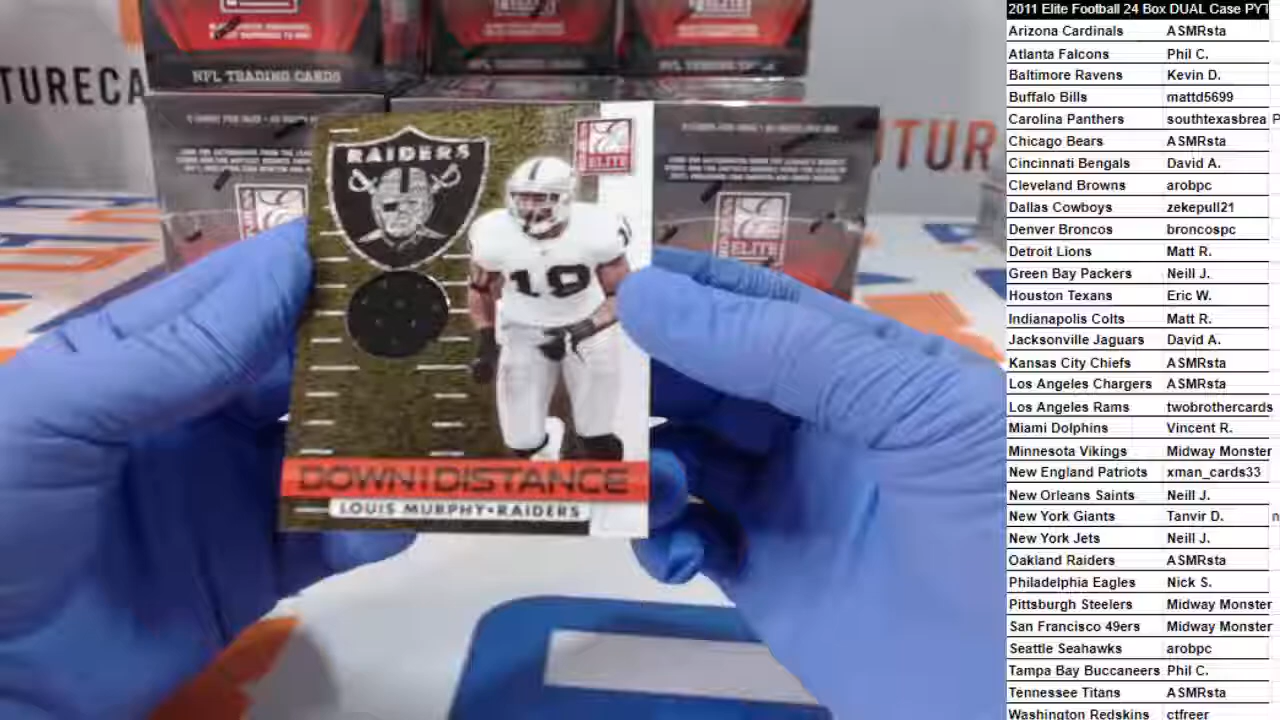 NFL TRADING CARDS
TURECA
TUR
RAIDERS
ELITE
18
ELITE
DOWN DISTANCE
LOUIS MURPHY•RAIDERS
2011 Elite Football 24 Box DUAL Case PYT
Arizona Cardinals ASMRsta
Atlanta Falcons Phil C.
Baltimore Ravens Kevin D.
Buffalo Bills mattd5699
Carolina Panthers southtexasbrea P
Chicago Bears ASMRsta
Cincinnati Bengals David A.
Cleveland Browns arobpc
Dallas Cowboys zekepull21
Denver Broncos broncospc
Detroit Lions Matt R.
Green Bay Packers Neill J.
Houston Texans Eric W.
Indianapolis Colts Matt R.
Jacksonville Jaguars David A.
Kansas City Chiefs ASMRsta
Los Angeles Chargers ASMRsta
Los Angeles Rams twobrothercards
Miami Dolphins Vincent R.
Minnesota Vikings Midway Monster
New England Patriots xman_cards33
New Orleans Saints Neill J.
New York Giants Tanvir D. n
New York Jets Neill J.
Oakland Raiders ASMRsta
Philadelphia Eagles Nick S.
Pittsburgh Steelers Midway Monster
San Francisco 49ers Midway Monster
Seattle Seahawks arobpc
Tampa Bay Buccaneers Phil C.
Tennessee Titans ASMRsta
Washington Redskins ctfreer